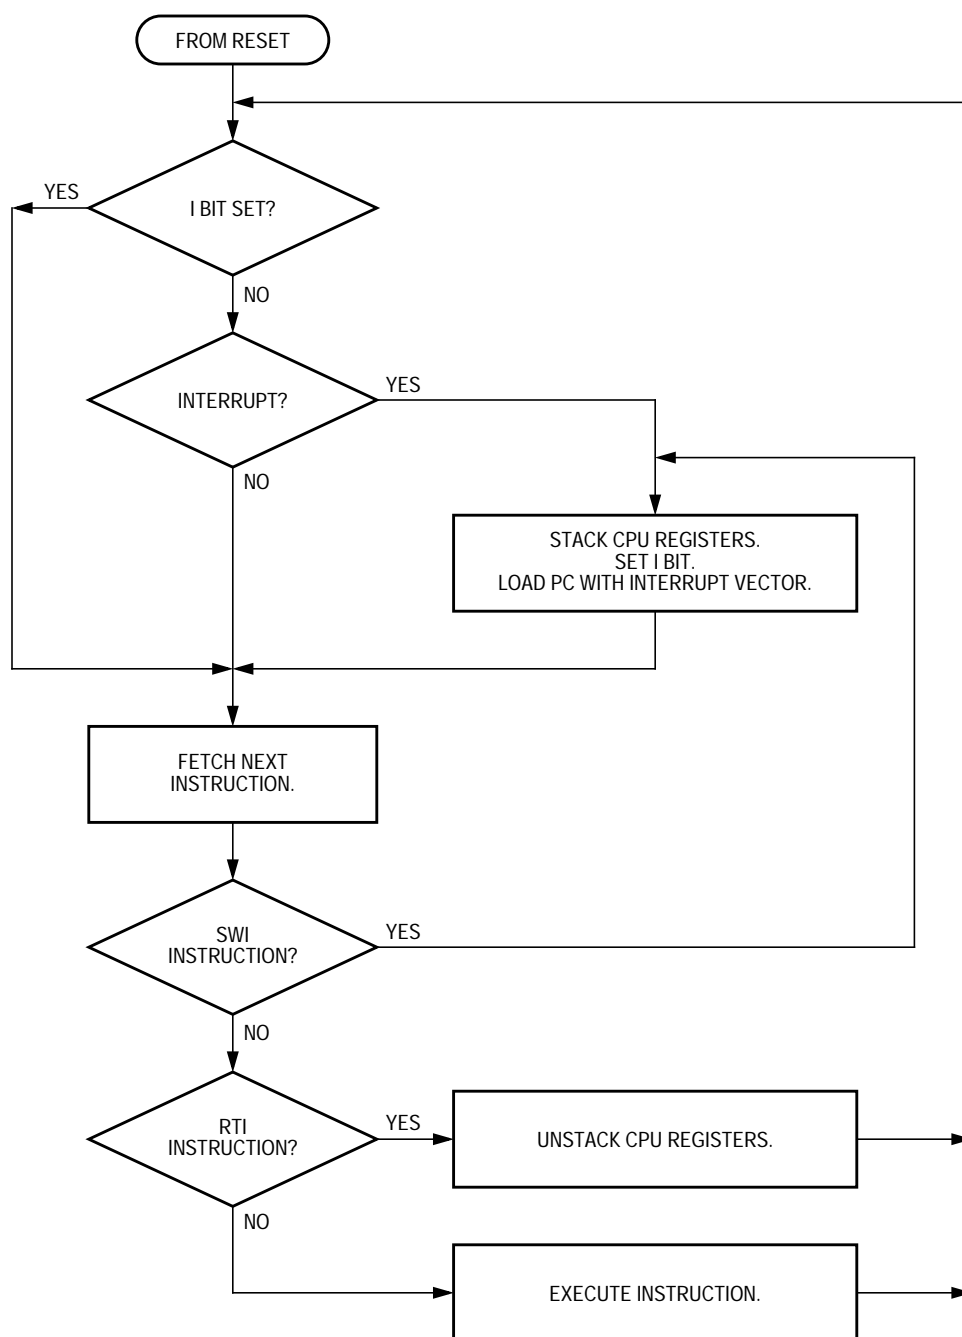 FROM RESET
YES
I BIT SET?
NO
INTERRUPT?
YES
NO
STACK CPU REGISTERS.
SET I BIT.
LOAD PC WITH INTERRUPT VECTOR.
FETCH NEXT
INSTRUCTION.
SWI
INSTRUCTION?
YES
NO
RTI
INSTRUCTION?
YES
UNSTACK CPU REGISTERS.
NO
EXECUTE INSTRUCTION.